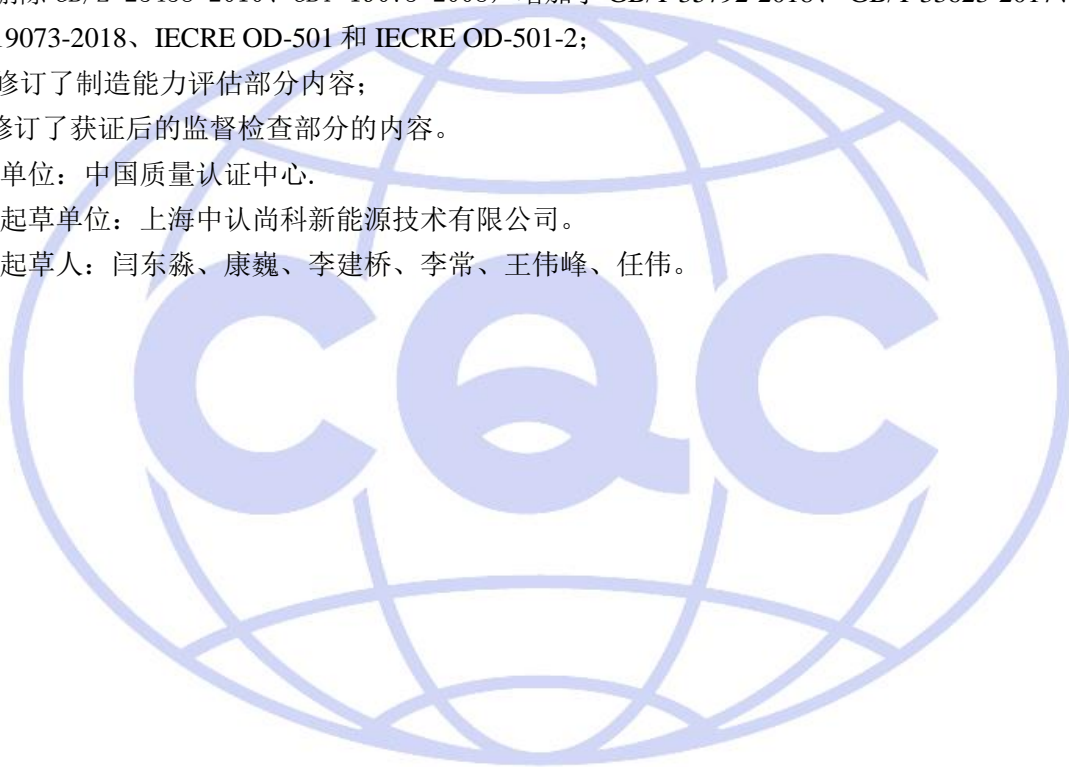 19073-2018、IECRE OD-501 和 IECRE OD-501-2；
修订了制造能力评估部分内容；
修订了获证后的监督检查部分的内容。
单位：中国质量认证中心.
起草单位：上海中认尚科新能源技术有限公司。
起草人：闫东淼、康巍、李建桥、李常、王伟峰、任伟。
CQC